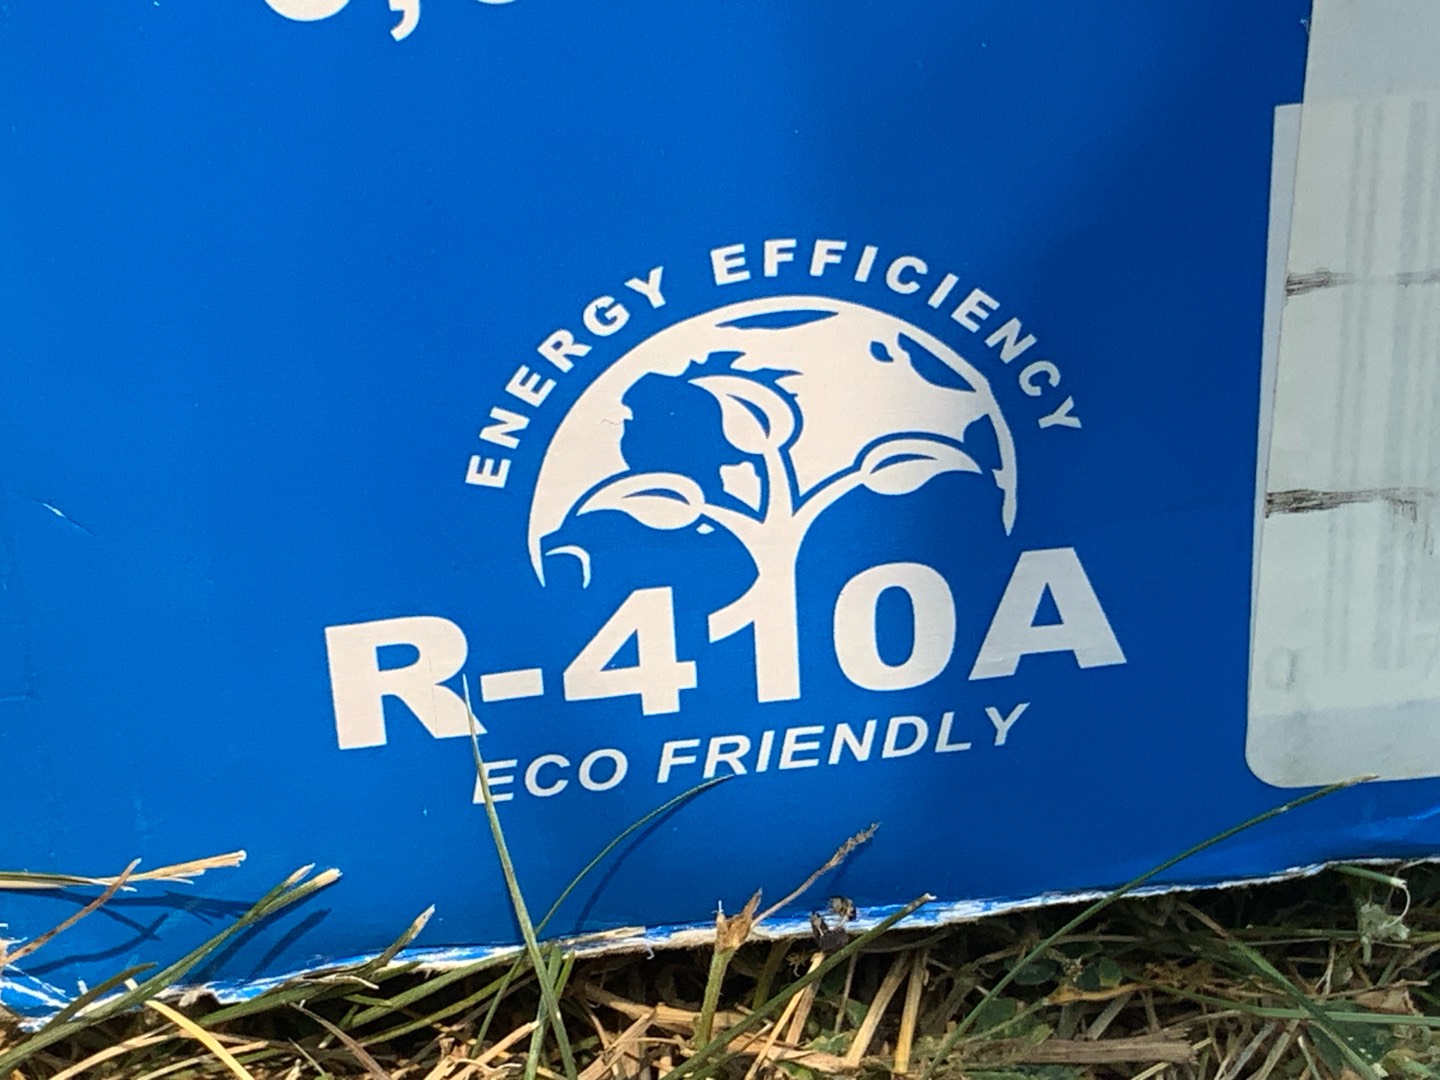 ENERGY EFFICIENCY
R-410A
ECO FRIENDLY